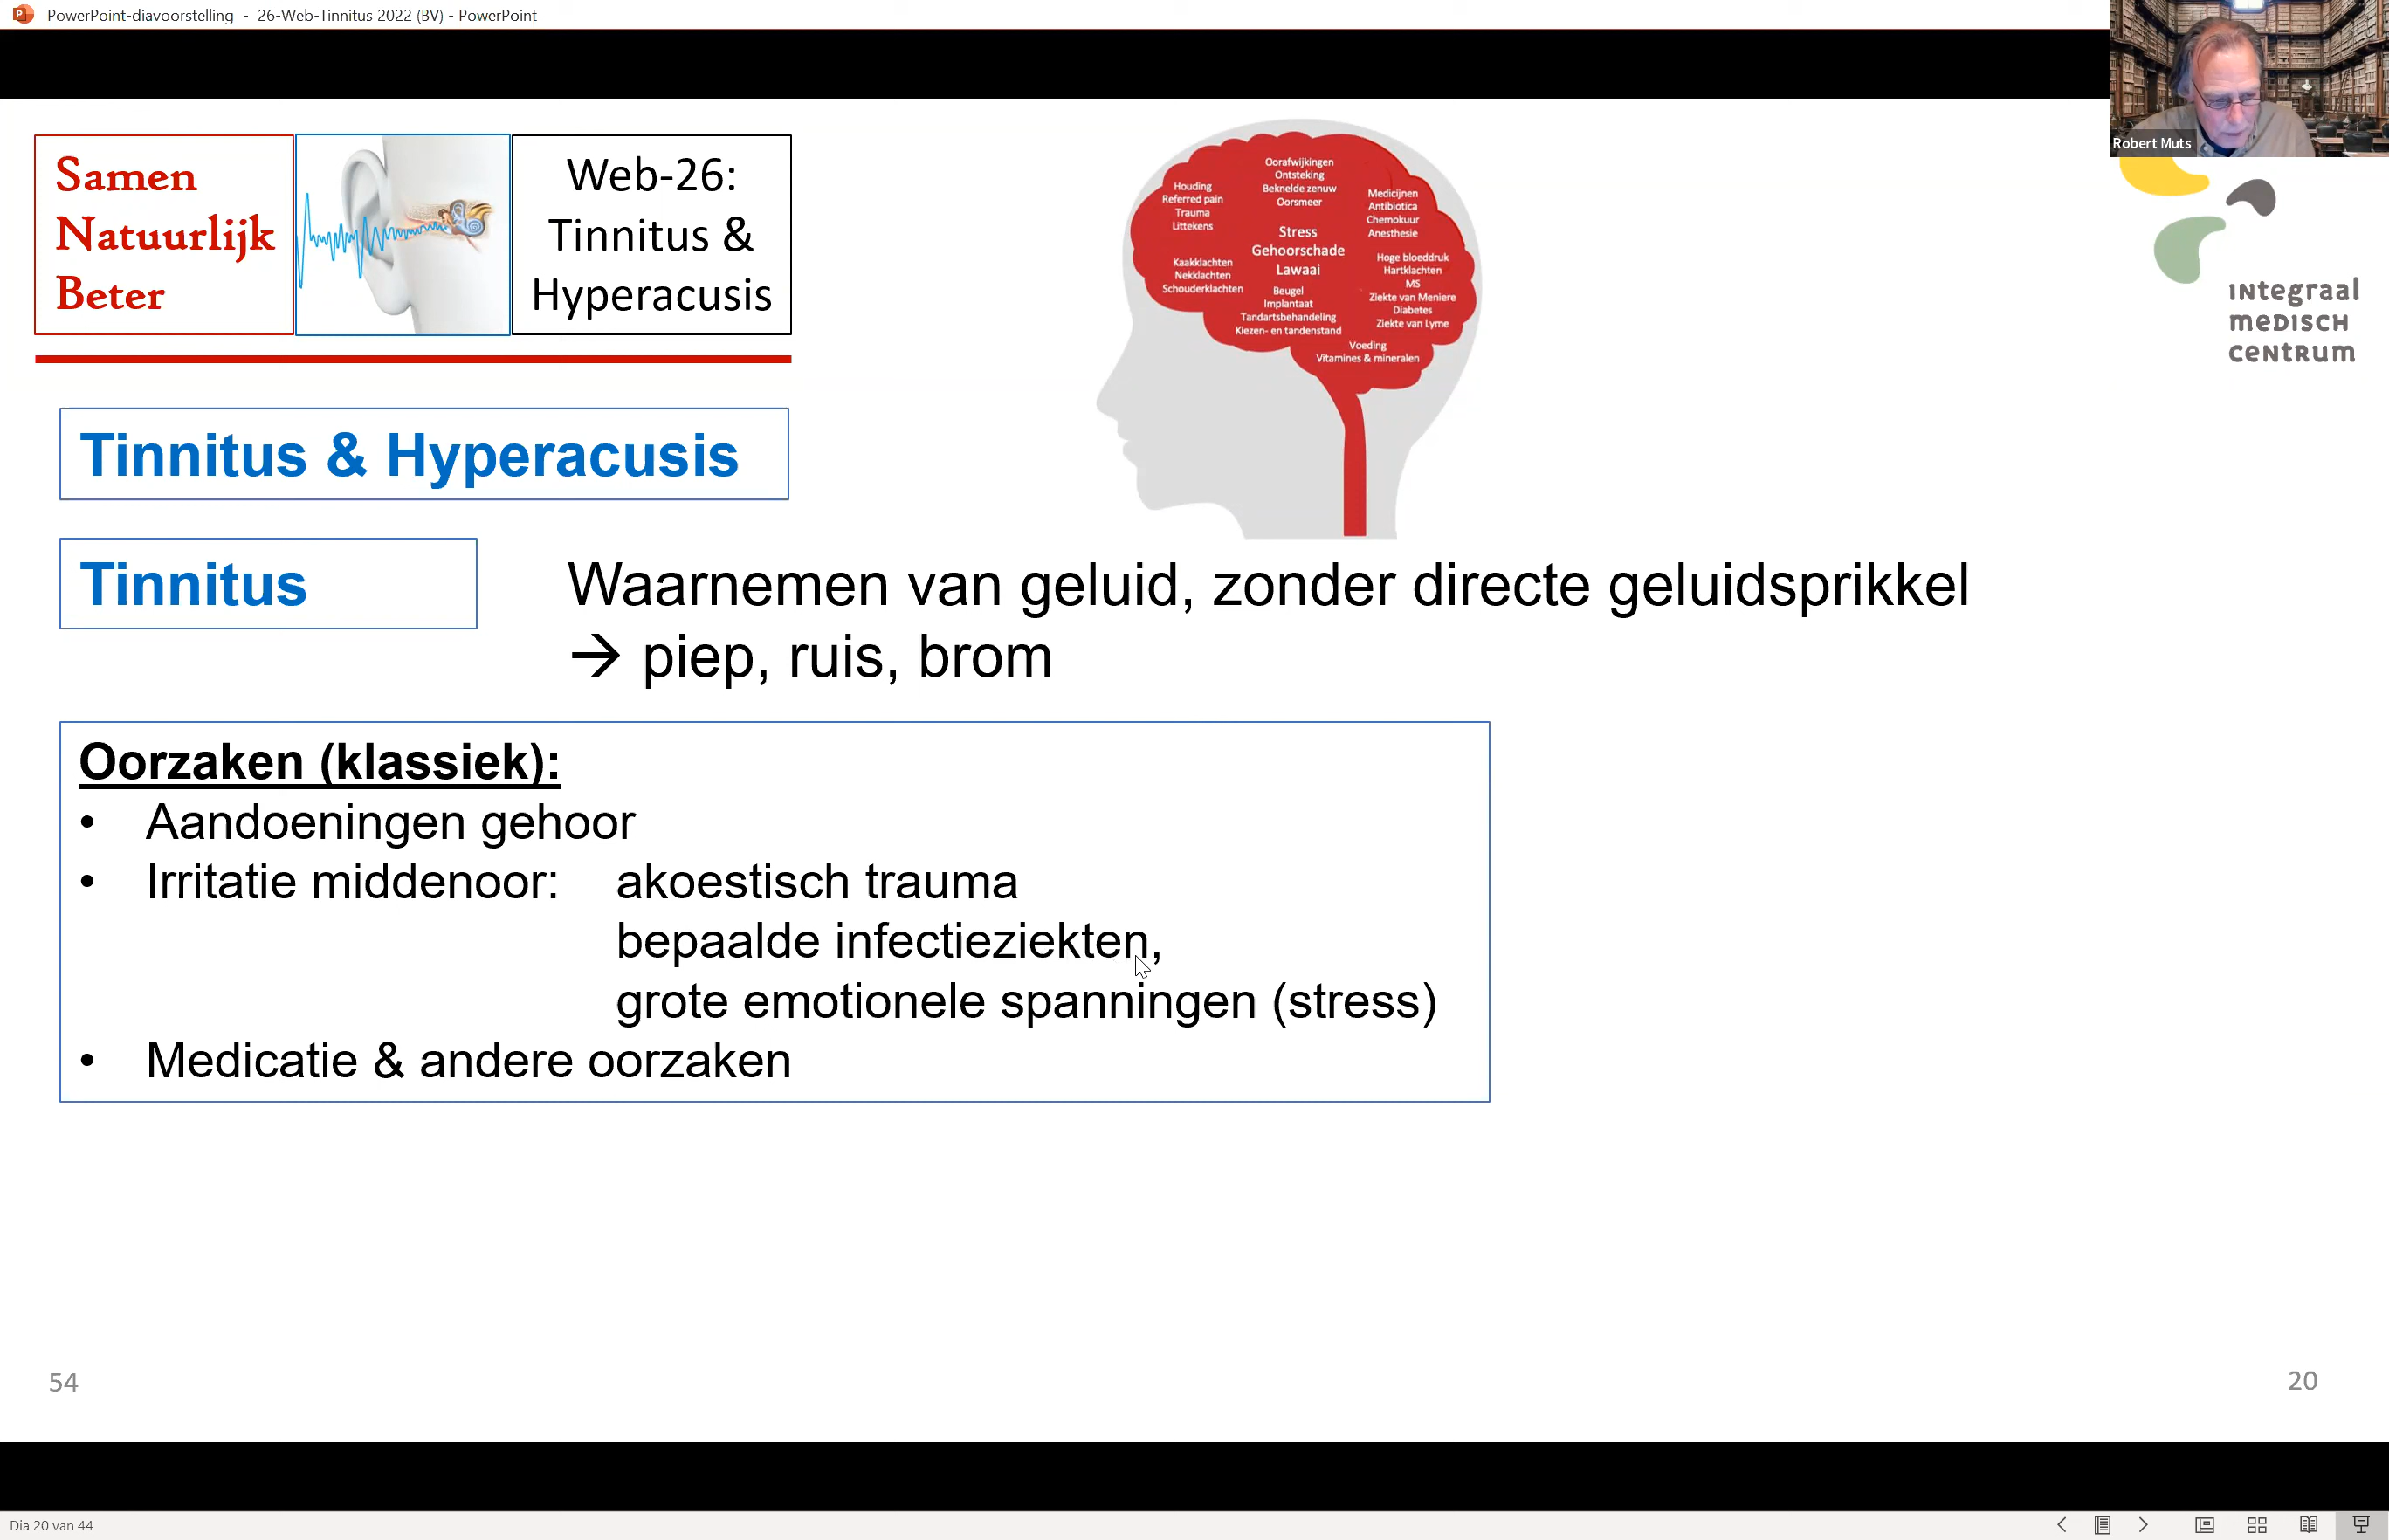 PowerPoint-diavoorstelling - 26-Web-Tinnitus 2022 (BV) - PowerPoint
Robert Muts
Samen
Natuurlijk
Beter
Web-26:
Tinnitus &
Hyperacusis
Houding
Referred pain
Trauma
Littekens
Oorafwijkingen
Ontsteking
Beknelde zenuw
Oorsmeer
Medicijnen
Antibiotica
Chemokuur
Anesthesie
Stress
Gehoorschade
Lawaai
Kaakklachten
Nekklachten
Schouderklachten
Beugel
Implantaat
Tandartsbehandeling
Kiezen- en tandenstand
Hoge bloeddruk
Hartklachten
MS
Ziekte van Meniere
Diabetes
Ziekte van Lyme
Voeding
Vitamines & mineralen
integraal
medisch
centrum
Tinnitus & Hyperacusis
Tinnitus
Waarnemen van geluid, zonder directe geluidsprikkel
→ piep, ruis, brom
Oorzaken (klassiek):
• Aandoeningen gehoor
• Irritatie middenoor: akoestisch trauma
bepaalde infectieziekten,
grote emotionele spanningen (stress)
• Medicatie & andere oorzaken
54
20
Dia 20 van 44